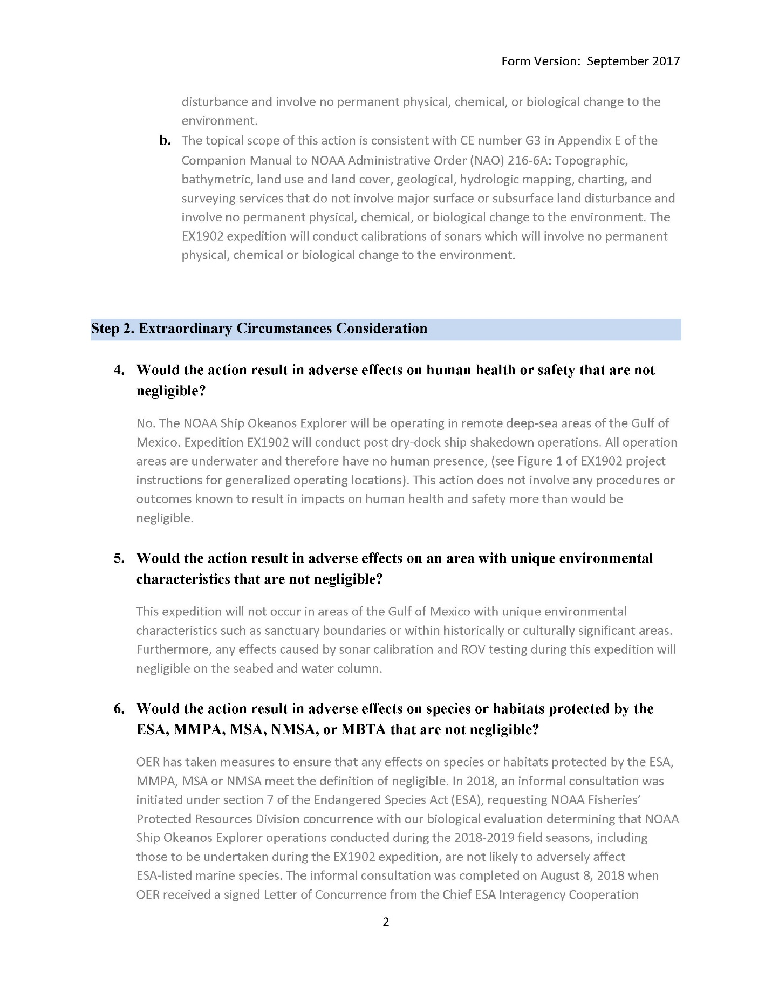 Form Version:  September 2017
disturbance and involve no permanent physical, chemical, or biological change to the
environment.
b. The topical scope of this action is consistent with CE number G3 in Appendix E of the
Companion Manual to NOAA Administrative Order (NAO) 216-6A: Topographic,
bathymetric, land use and land cover, geological, hydrologic mapping, charting, and
surveying services that do not involve major surface or subsurface land disturbance and
involve no permanent physical, chemical, or biological change to the environment. The
EX1902 expedition will conduct calibrations of sonars which will involve no permanent
physical, chemical or biological change to the environment.
Step 2. Extraordinary Circumstances Consideration
4. Would the action result in adverse effects on human health or safety that are not
negligible?
No. The NOAA Ship Okeanos Explorer will be operating in remote deep-sea areas of the Gulf of
Mexico. Expedition EX1902 will conduct post dry-dock ship shakedown operations. All operation
areas are underwater and therefore have no human presence, (see Figure 1 of EX1902 project
instructions for generalized operating locations). This action does not involve any procedures or
outcomes known to result in impacts on human health and safety more than would be
negligible.
5. Would the action result in adverse effects on an area with unique environmental
characteristics that are not negligible?
This expedition will not occur in areas of the Gulf of Mexico with unique environmental
characteristics such as sanctuary boundaries or within historically or culturally significant areas.
Furthermore, any effects caused by sonar calibration and ROV testing during this expedition will
negligible on the seabed and water column.
6. Would the action result in adverse effects on species or habitats protected by the
ESA, MMPA, MSA, NMSA, or MBTA that are not negligible?
OER has taken measures to ensure that any effects on species or habitats protected by the ESA,
MMPA, MSA or NMSA meet the definition of negligible. In 2018, an informal consultation was
initiated under section 7 of the Endangered Species Act (ESA), requesting NOAA Fisheries’
Protected Resources Division concurrence with our biological evaluation determining that NOAA
Ship Okeanos Explorer operations conducted during the 2018-2019 field seasons, including
those to be undertaken during the EX1902 expedition, are not likely to adversely affect
ESA-listed marine species. The informal consultation was completed on August 8, 2018 when
OER received a signed Letter of Concurrence from the Chief ESA Interagency Cooperation
2